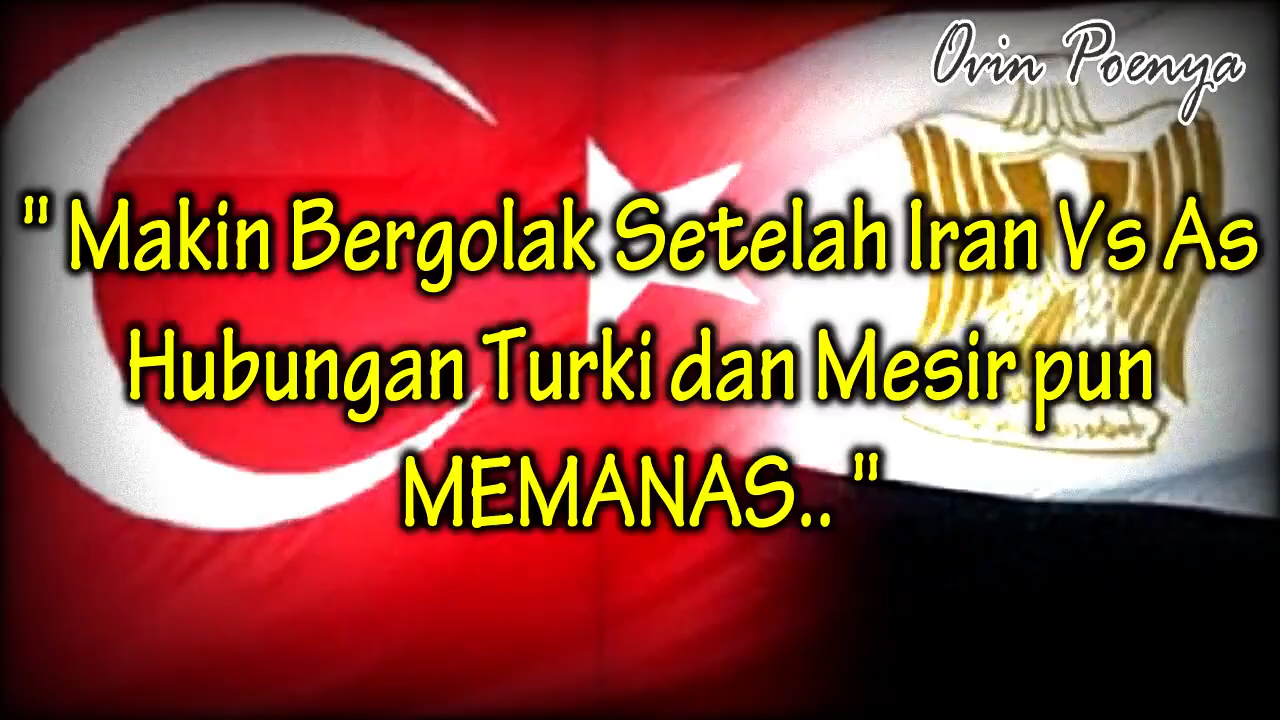 Ovin Poenya
" Makin Bergolak Setelah Iran Vs As
Hubungan Turki dan Mesir pun
MEMANAS.. "